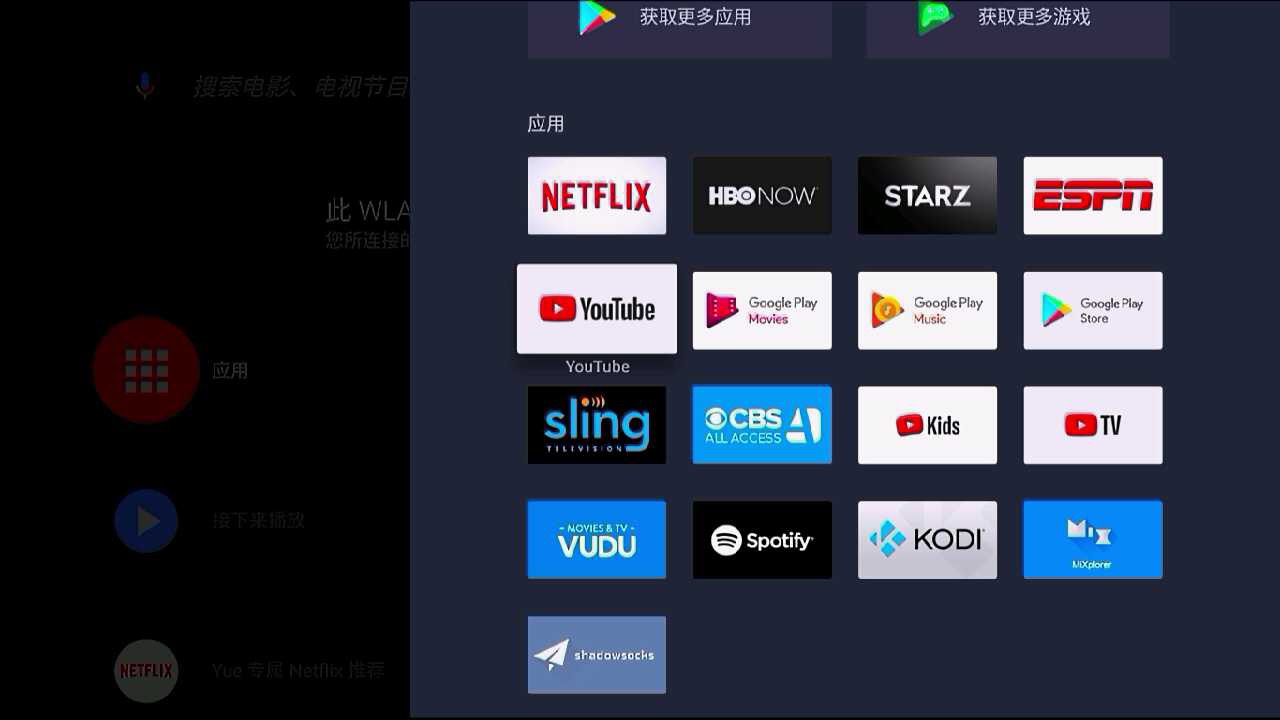 获取更多应用
获取更多游戏
搜索电影、电视节目
应用
此 WLA
您所连接的
NETFLIX
HBO NOW
STARZ
ESPN
YouTube
Google Play
Movies
Google Play
Music
Google Play
Store
YouTube
应用
sling
TELEVISION
CBS
ALL ACCESS
Kids
TV
接下来播放
- MOVIES & TV -
VUDU
Spotify
KODI
MiX
MiXplorer
shadowsocks
NETFLIX
Yue 专属 Netflix 推荐